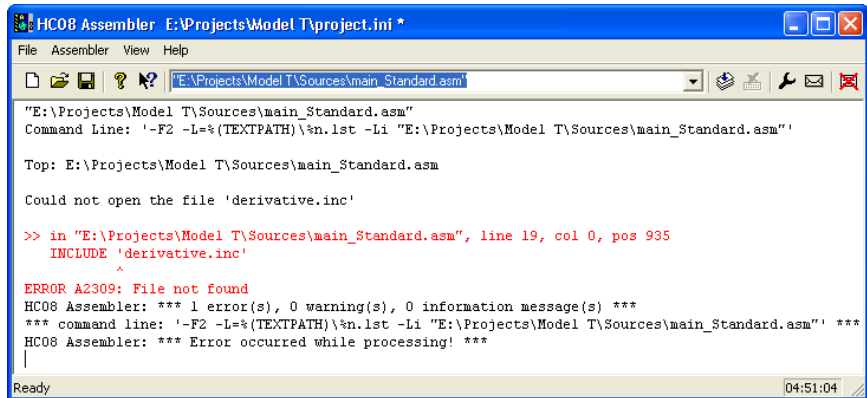 HC08 Assembler E:\Projects\Model T\project.ini *
File Assembler View Help
"E:\Projects\Model T\Sources\main_Standard.asm"
"E:\Projects\Model T\Sources\main_Standard.asm"
Command Line: '-F2 -L=%(TEXTPATH)\%n.lst -Li "E:\Projects\Model T\Sources\main_Standard.asm"'
Top: E:\Projects\Model T\Sources\main_Standard.asm
Could not open the file 'derivative.inc'
>> in "E:\Projects\Model T\Sources\main_Standard.asm", line 19, col 0, pos 935
INCLUDE 'derivative.inc'
^
ERROR A2309: File not found
HC08 Assembler: *** 1 error(s), 0 warning(s), 0 information message(s) ***
*** command line: '-F2 -L=%(TEXTPATH)\%n.lst -Li "E:\Projects\Model T\Sources\main_Standard.asm"' ***
HC08 Assembler: *** Error occurred while processing! ***
Ready 04:51:04